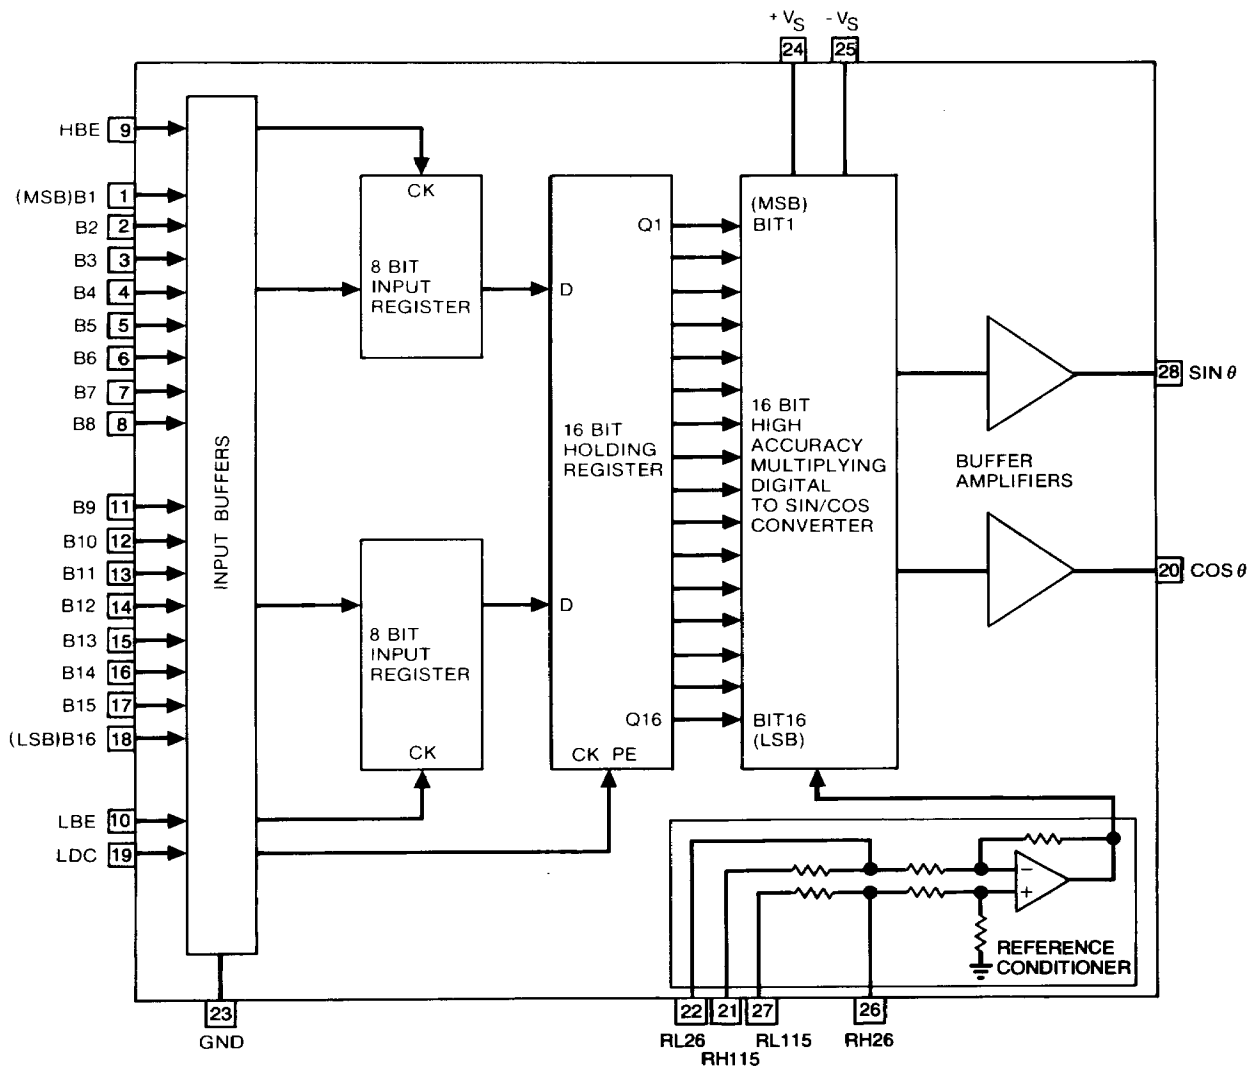 + VS - VS
24 25
HBE 9
(MSB)B1 1
B2 2
B3 3
B4 4
B5 5
B6 6
B7 7
B8 8
B9 11
B10 12
B11 13
B12 14
B13 15
B14 16
B15 17
(LSB)B16 18
LBE 10
LDC 19
INPUT BUFFERS
23
GND
CK
8 BIT
INPUT
REGISTER
8 BIT
INPUT
REGISTER
CK
D
D
16 BIT
HOLDING
REGISTER
Q1
Q16
CK PE
(MSB)
BIT1
16 BIT
HIGH
ACCURACY
MULTIPLYING
DIGITAL
TO SIN/COS
CONVERTER
BIT16
(LSB)
BUFFER
AMPLIFIERS
28 SIN θ
20 COS θ
−
+
REFERENCE
CONDITIONER
22 21 27 26
RL26 RH115 RL115 RH26